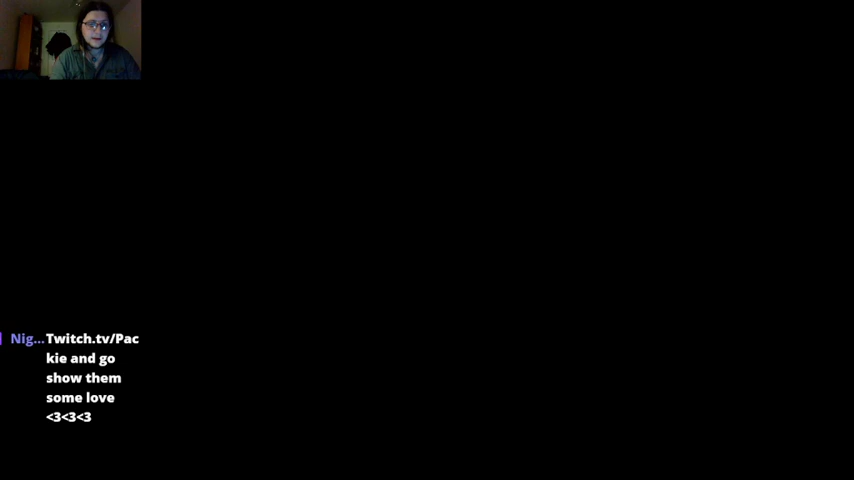 Nig...Twitch.tv/Pac
kie and go
show them
some love
<3<3<3